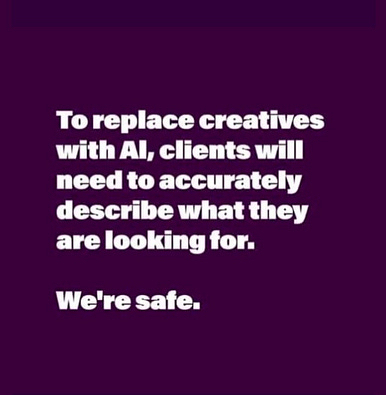 To replace creatives
with AI, clients will
need to accurately
describe what they
are looking for.
We're safe.